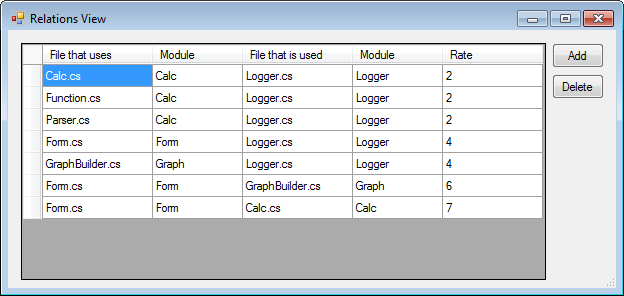 Relations View
File that uses Module File that is used Module Rate
Calc.cs Calc Logger.cs Logger 2
Function.cs Calc Logger.cs Logger 2
Parser.cs Calc Logger.cs Logger 2
Form.cs Form Logger.cs Logger 4
GraphBuilder.cs Graph Logger.cs Logger 4
Form.cs Form GraphBuilder.cs Graph 6
Form.cs Form Calc.cs Calc 7
Add
Delete